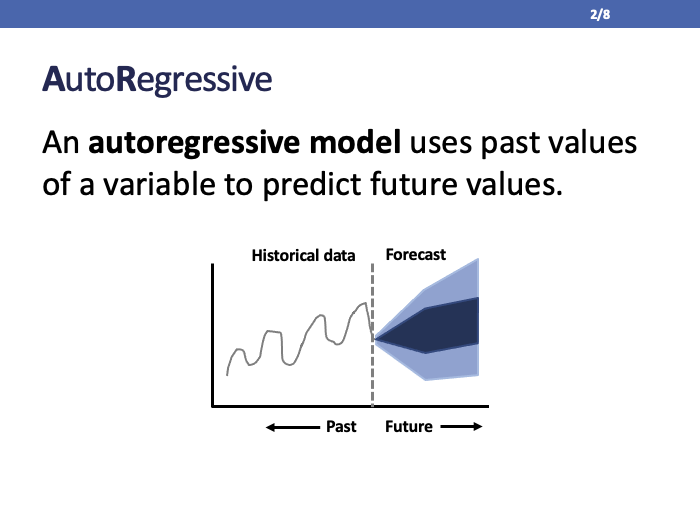 2/8
AutoRegressive
An autoregressive model uses past values
of a variable to predict future values.
Historical data
Forecast
Past
Future